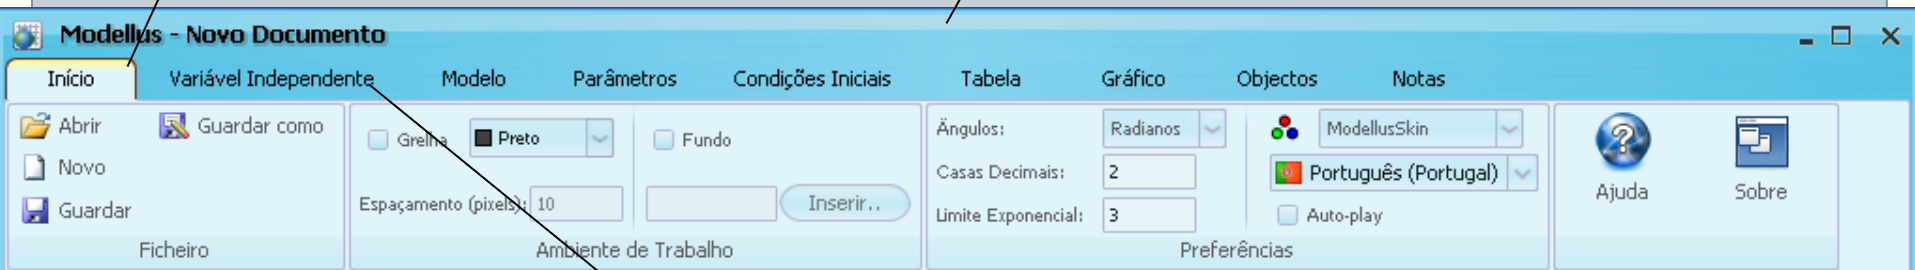 Modellus - Novo Documento
Início Variável Independente Modelo Parâmetros Condições Iniciais Tabela Gráfico Objectos Notas
Abrir Guardar como
Novo
Guardar
Ficheiro
Grelha Preto Fundo
Espaçamento (pixels): 10 Inserir..
Ambiente de Trabalho
Ângulos: Radianos ModellusSkin
Casas Decimais: 2 Português (Portugal)
Limite Exponencial: 3 Auto-play
Preferências
Ajuda Sobre